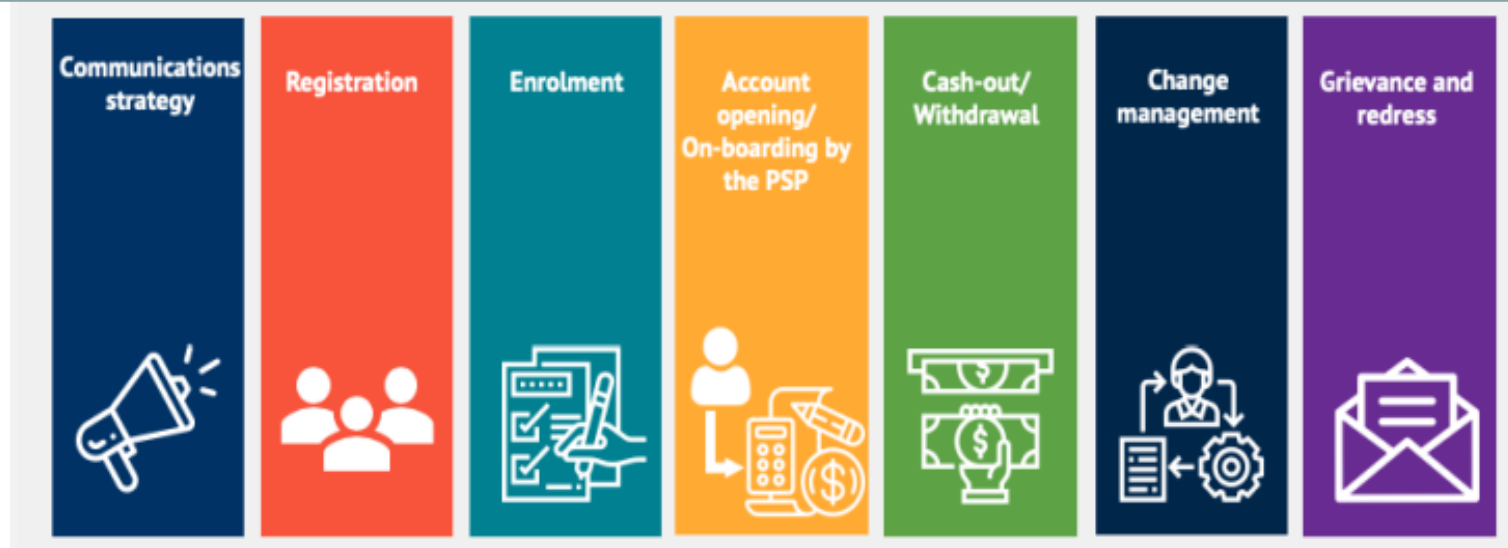 Communications
strategy
Registration
Enrolment
Account
opening/
On-boarding by
the PSP
Cash-out/
Withdrawal
Change
management
Grievance and
redress